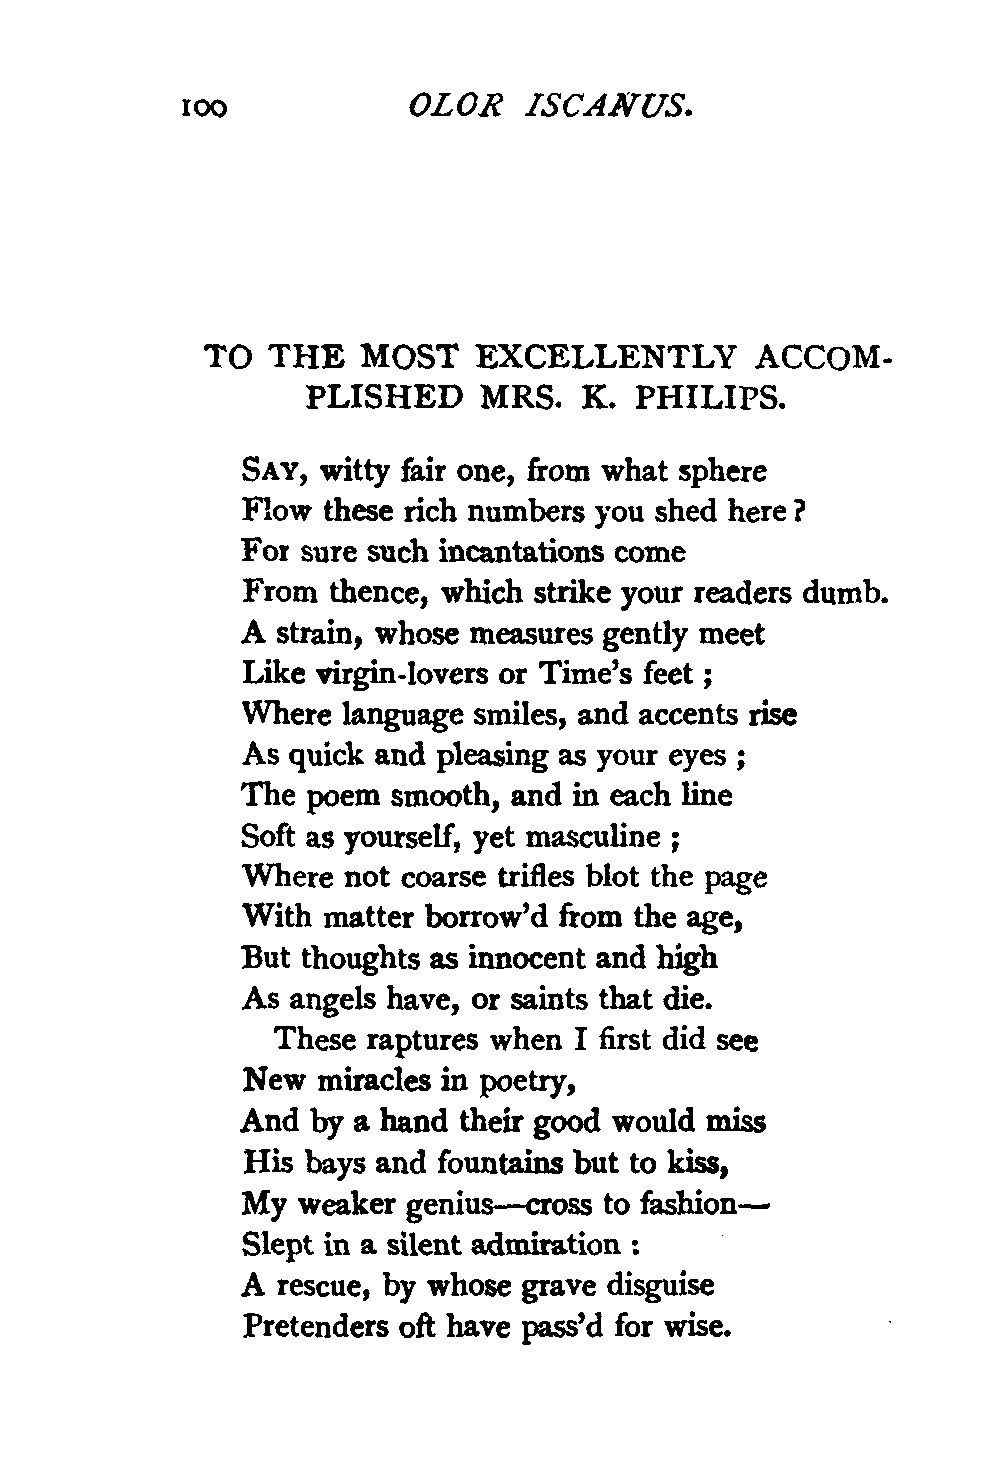 100 OLOR ISCANUS.
TO THE MOST EXCELLENTLY ACCOM-
PLISHED MRS. K. PHILIPS.
SAY, witty fair one, from what sphere
Flow these rich numbers you shed here ?
For sure such incantations come
From thence, which strike your readers dumb.
A strain, whose measures gently meet
Like virgin-lovers or Time's feet ;
Where language smiles, and accents rise
As quick and pleasing as your eyes ;
The poem smooth, and in each line
Soft as yourself, yet masculine ;
Where not coarse trifles blot the page
With matter borrow'd from the age,
But thoughts as innocent and high
As angels have, or saints that die.
These raptures when I first did see
New miracles in poetry,
And by a hand their good would miss
His bays and fountains but to kiss,
My weaker genius—cross to fashion—
Slept in a silent admiration :
A rescue, by whose grave disguise
Pretenders oft have pass'd for wise.